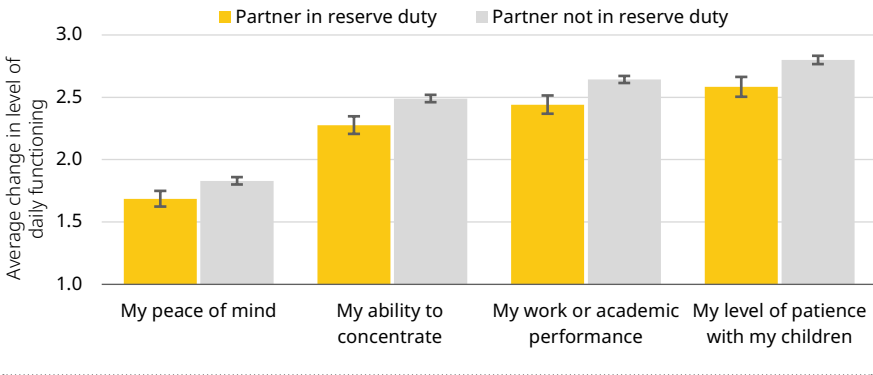 Partner in reserve duty Partner not in reserve duty
Average change in level of
daily functioning
3.0
2.5
2.0
1.5
1.0
My peace of mind
My ability to
concentrate
My work or academic
performance
My level of patience
with my children